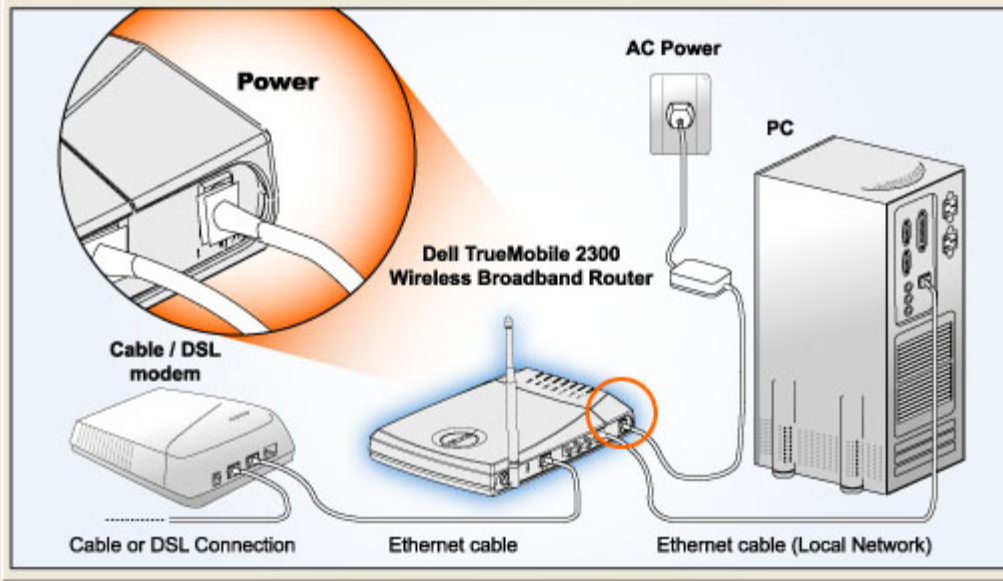 Power
AC Power
PC
Dell TrueMobile 2300
Wireless Broadband Router
Cable / DSL
modem
Cable or DSL Connection
Ethernet cable
Ethernet cable (Local Network)